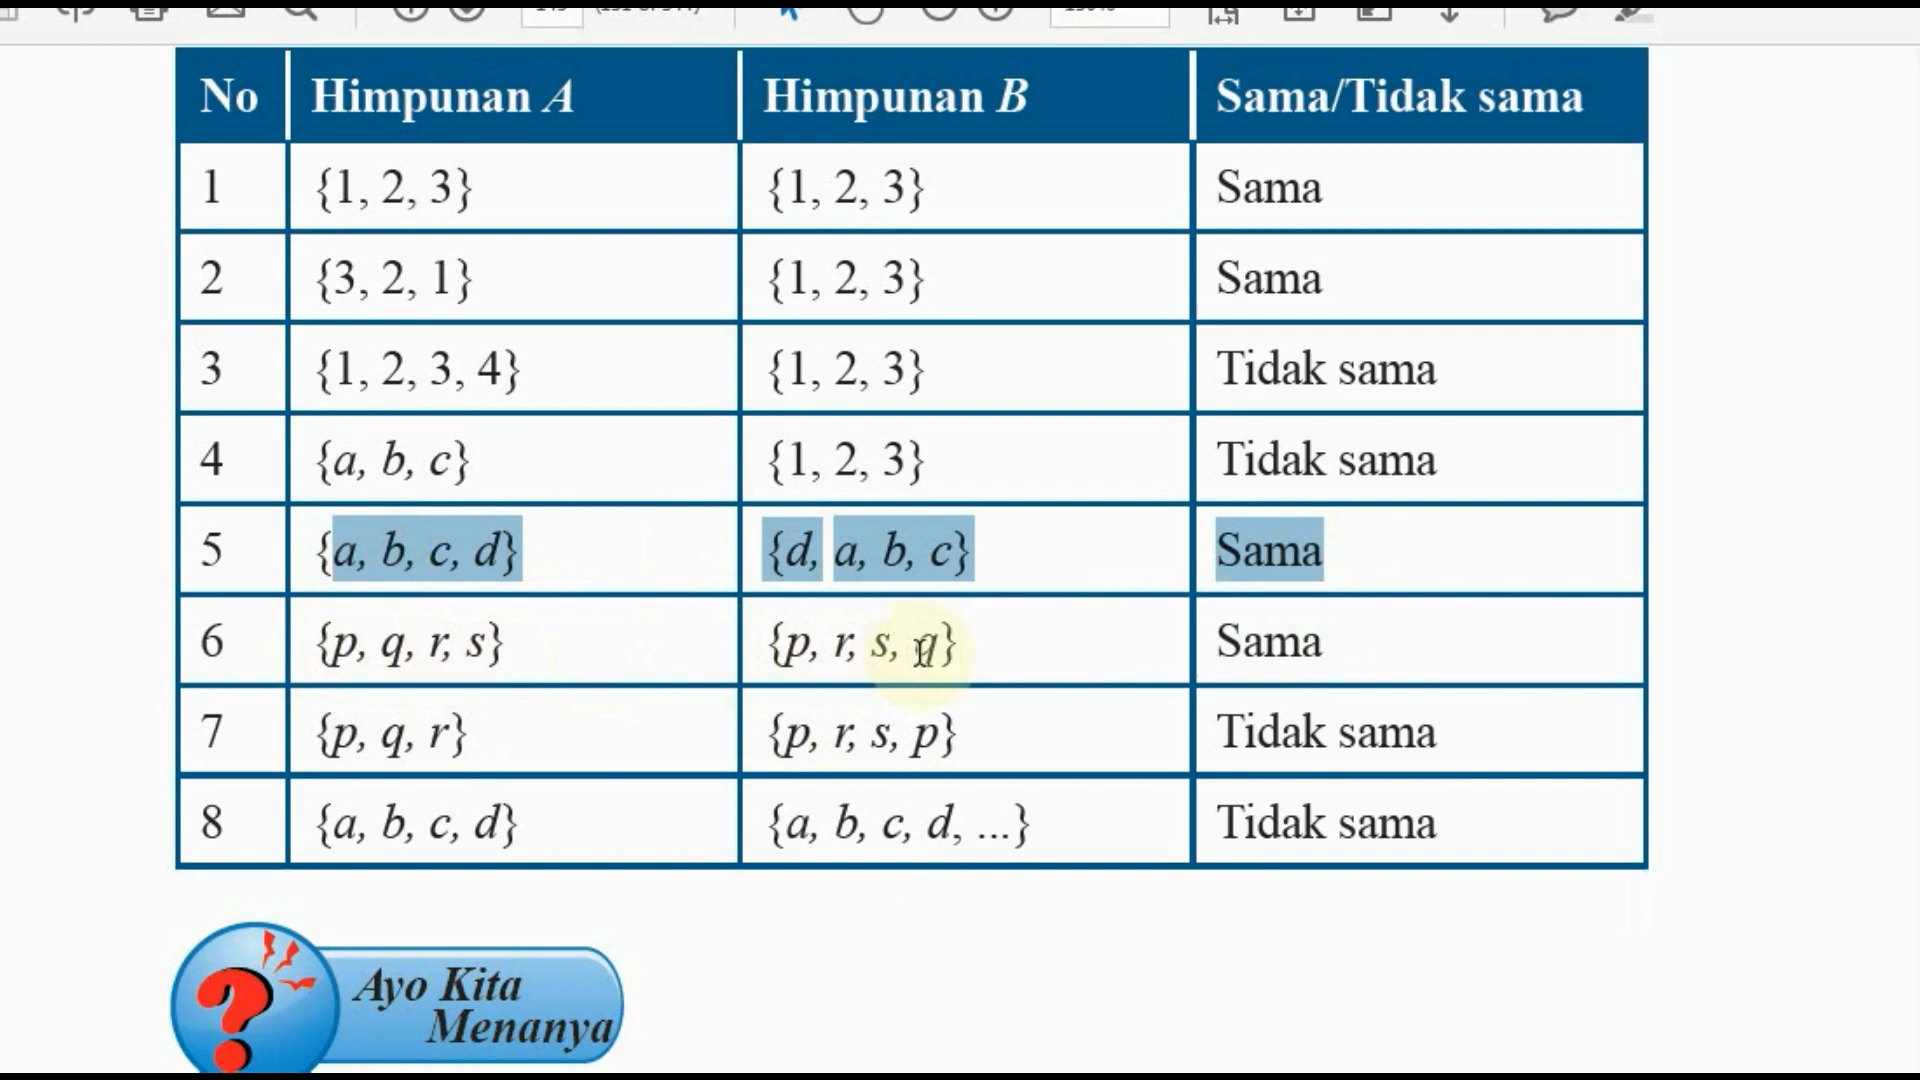 No Himpunan A Himpunan B Sama/Tidak sama
1 {1, 2, 3} {1, 2, 3} Sama
2 {3, 2, 1} {1, 2, 3} Sama
3 {1, 2, 3, 4} {1, 2, 3} Tidak sama
4 {a, b, c} {1, 2, 3} Tidak sama
5 {a, b, c, d} {d, a, b, c} Sama
6 {p, q, r, s} {p, r, s, q} Sama
7 {p, q, r} {p, r, s, p} Tidak sama
8 {a, b, c, d} {a, b, c, d, ...} Tidak sama
Ayo Kita
Menanya